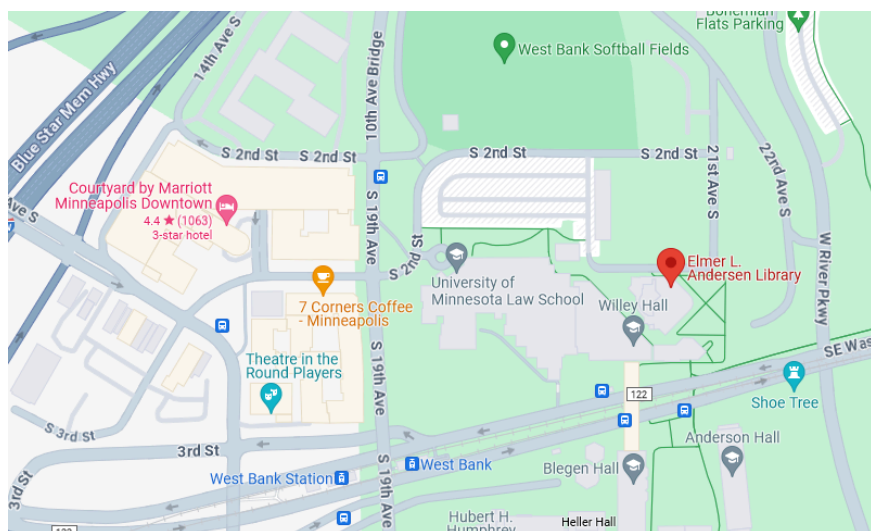 Bohemian
Flats Parking
14th Ave S
Blue Star Mem Hwy
10th Ave Bridge
West Bank Softball Fields
S 2nd St
S 2nd St
S 2nd St
S 2nd St
21st Ave S
22nd Ave S
Courtyard by Marriott
Minneapolis Downtown
4.4 ★ (1063)
3-star hotel
Ave S
S 19th Ave
S 2nd St
W River Pkwy
University of
Minnesota Law School
Elmer L.
Andersen Library
7 Corners Coffee
- Minneapolis
Willey Hall
Theatre in the
Round Players
S 19th Ave
SE Was
122
Shoe Tree
S 3rd St
3rd St
3rd St
West Bank Station
West Bank
Anderson Hall
Blegen Hall
S 19th Ave
122
Hubert H.
Humphrey
Heller Hall